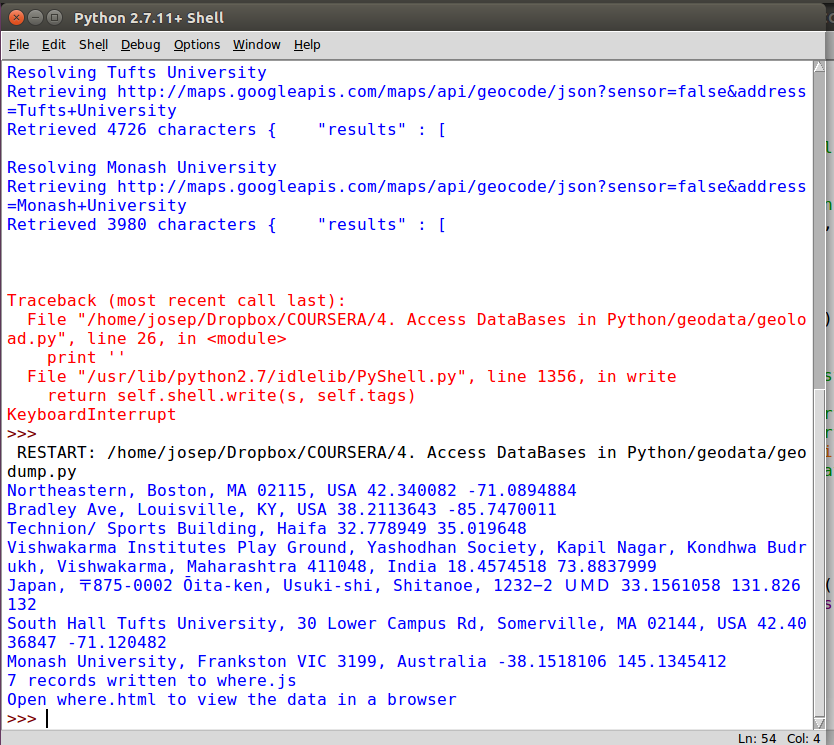 Python 2.7.11+ Shell
File Edit Shell Debug Options Window Help
Resolving Tufts University
Retrieving http://maps.googleapis.com/maps/api/geocode/json?sensor=false&address
=Tufts+University
Retrieved 4726 characters {    "results" : [
Resolving Monash University
Retrieving http://maps.googleapis.com/maps/api/geocode/json?sensor=false&address
=Monash+University
Retrieved 3980 characters {    "results" : [
Traceback (most recent call last):
  File "/home/josep/Dropbox/COURSERA/4. Access DataBases in Python/geodata/geolo
ad.py", line 26, in <module>
    print ''
  File "/usr/lib/python2.7/idlelib/PyShell.py", line 1356, in write
    return self.shell.write(s, self.tags)
KeyboardInterrupt
>>>
 RESTART: /home/josep/Dropbox/COURSERA/4. Access DataBases in Python/geodata/geo
dump.py
Northeastern, Boston, MA 02115, USA 42.340082 -71.0894884
Bradley Ave, Louisville, KY, USA 38.2113643 -85.7470011
Technion/ Sports Building, Haifa 32.778949 35.019648
Vishwakarma Institutes Play Ground, Yashodhan Society, Kapil Nagar, Kondhwa Budr
ukh, Vishwakarma, Maharashtra 411048, India 18.4574518 73.8837999
Japan, 〒875-0002 Ōita-ken, Usuki-shi, Shitanoe, 1232−2 ＵＭＤ 33.1561058 131.826
132
South Hall Tufts University, 30 Lower Campus Rd, Somerville, MA 02144, USA 42.40
36847 -71.120482
Monash University, Frankston VIC 3199, Australia -38.1518106 145.1345412
7 records written to where.js
Open where.html to view the data in a browser
>>>
Ln: 54 Col: 4